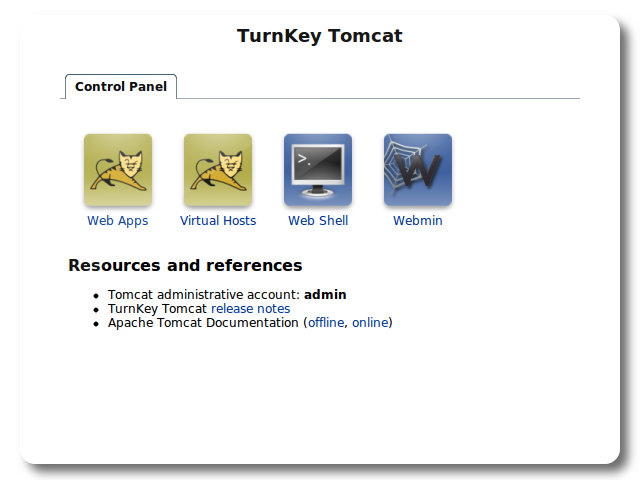 TurnKey Tomcat
Control Panel
>_
Web Apps
Virtual Hosts
Web Shell
Webmin
Resources and references
Tomcat administrative account: admin
TurnKey Tomcat release notes
Apache Tomcat Documentation (offline, online)